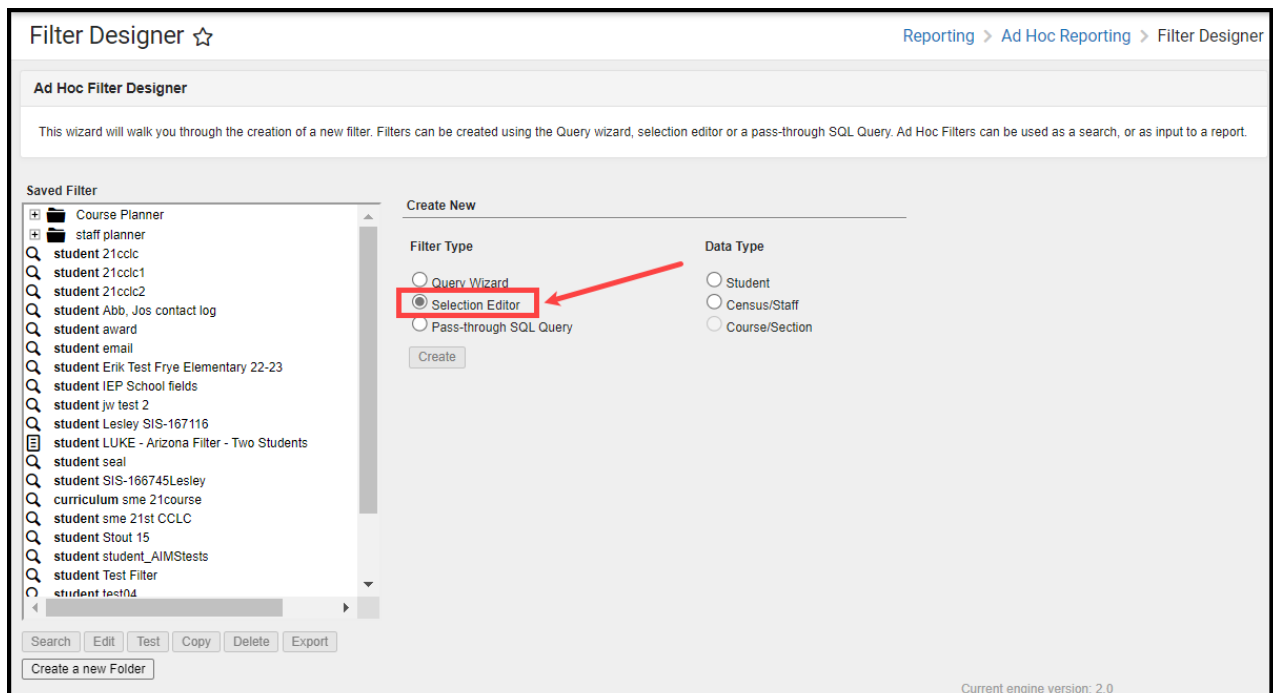 Filter Designer
Reporting > Ad Hoc Reporting > Filter Designer
Ad Hoc Filter Designer
This wizard will walk you through the creation of a new filter. Filters can be created using the Query wizard, selection editor or a pass-through SQL Query. Ad Hoc Filters can be used as a search, or as input to a report.
Saved Filter
Course Planner
staff planner
student 21cclc
student 21cclc1
student 21cclc2
student Abb, Jos contact log
student award
student email
student Erik Test Frye Elementary 22-23
student IEP School fields
student jw test 2
student Lesley SIS-167116
student LUKE - Arizona Filter - Two Students
student seal
student SIS-166745Lesley
curriculum sme 21course
student sme 21st CCLC
student Stout 15
student student_AIMStests
student Test Filter
student test04
Search Edit Test Copy Delete Export
Create a new Folder
Create New
Filter Type
Query Wizard
Selection Editor
Pass-through SQL Query
Create
Data Type
Student
Census/Staff
Course/Section
Current engine version: 2.0